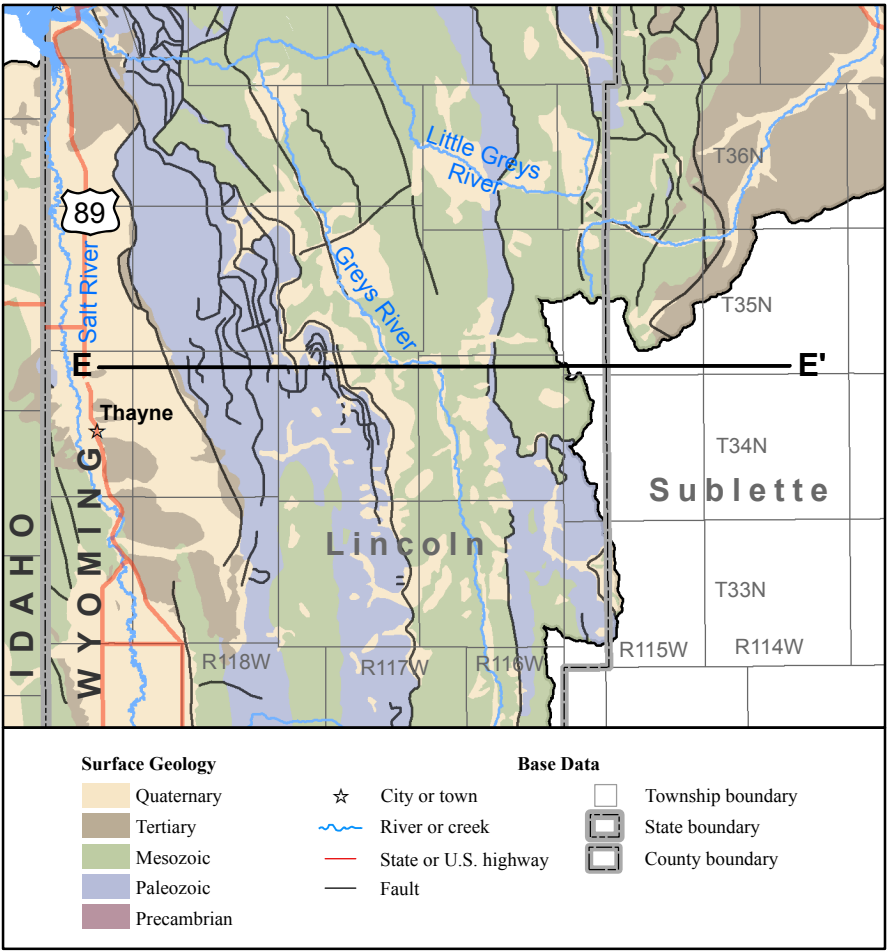 Little Greys
River
T36N
89
Salt River
Greys River
T35N
E
E'
Thayne
T34N
Sublette
Lincoln
IDAHO
WYOMING
T33N
R118W
R117W
R116W
R115W
R114W
Surface Geology
Quaternary
Tertiary
Mesozoic
Paleozoic
Precambrian
Base Data
City or town
River or creek
State or U.S. highway
Fault
Township boundary
State boundary
County boundary